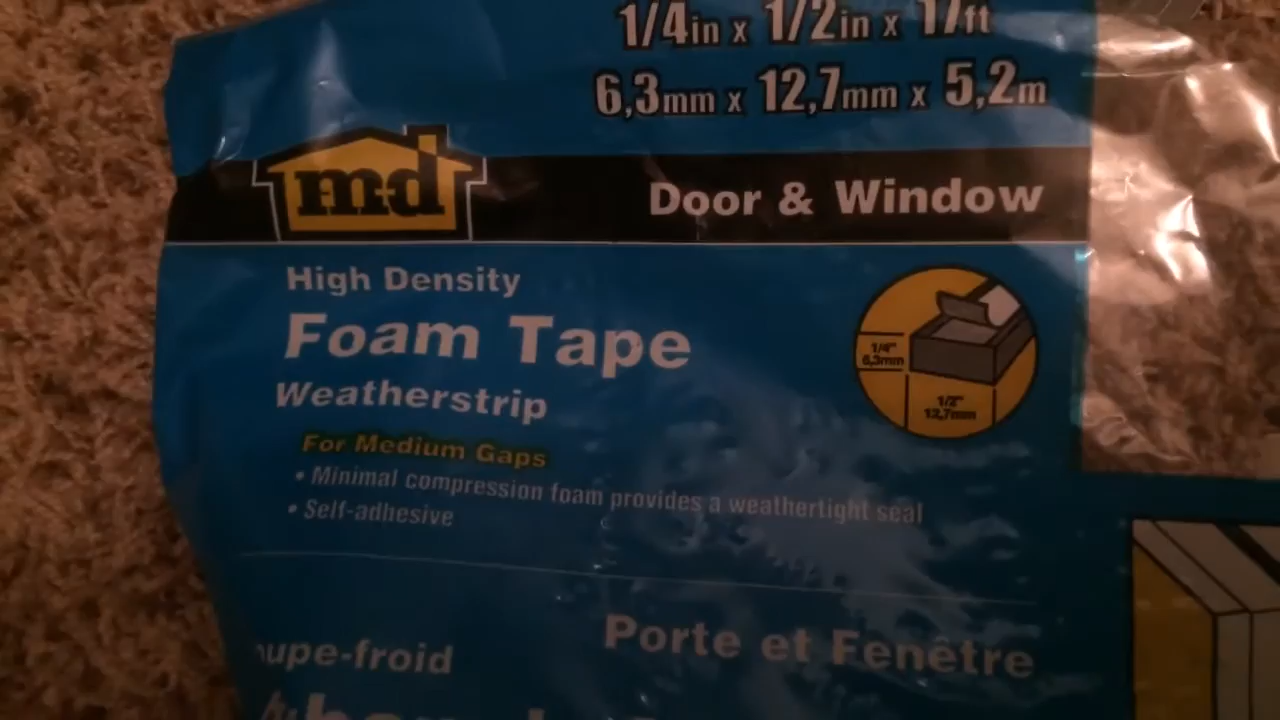 1/4in x 1/2in x 17ft
6,3mm x 12,7mm x 5,2m
md
Door & Window
High Density
Foam Tape
Weatherstrip
1/4"
6,3mm
1/2"
12,7mm
For Medium Gaps
• Minimal compression foam provides a weathertight seal
• Self-adhesive
Porte et Fenêtre
upe-froid